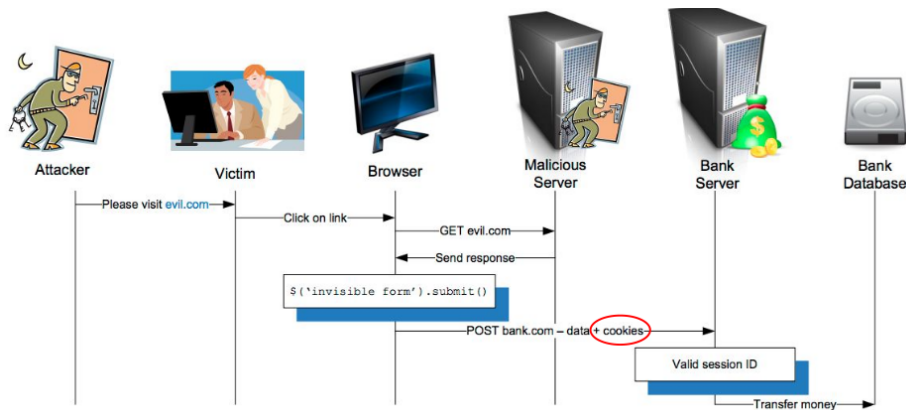 Attacker
Victim
Browser
Malicious
Server
Bank
Server
Bank
Database
Please visit evil.com
Click on link
GET evil.com
Send response
$(‘invisible form’).submit()
POST bank.com – data + cookies
Valid session ID
Transfer money
$